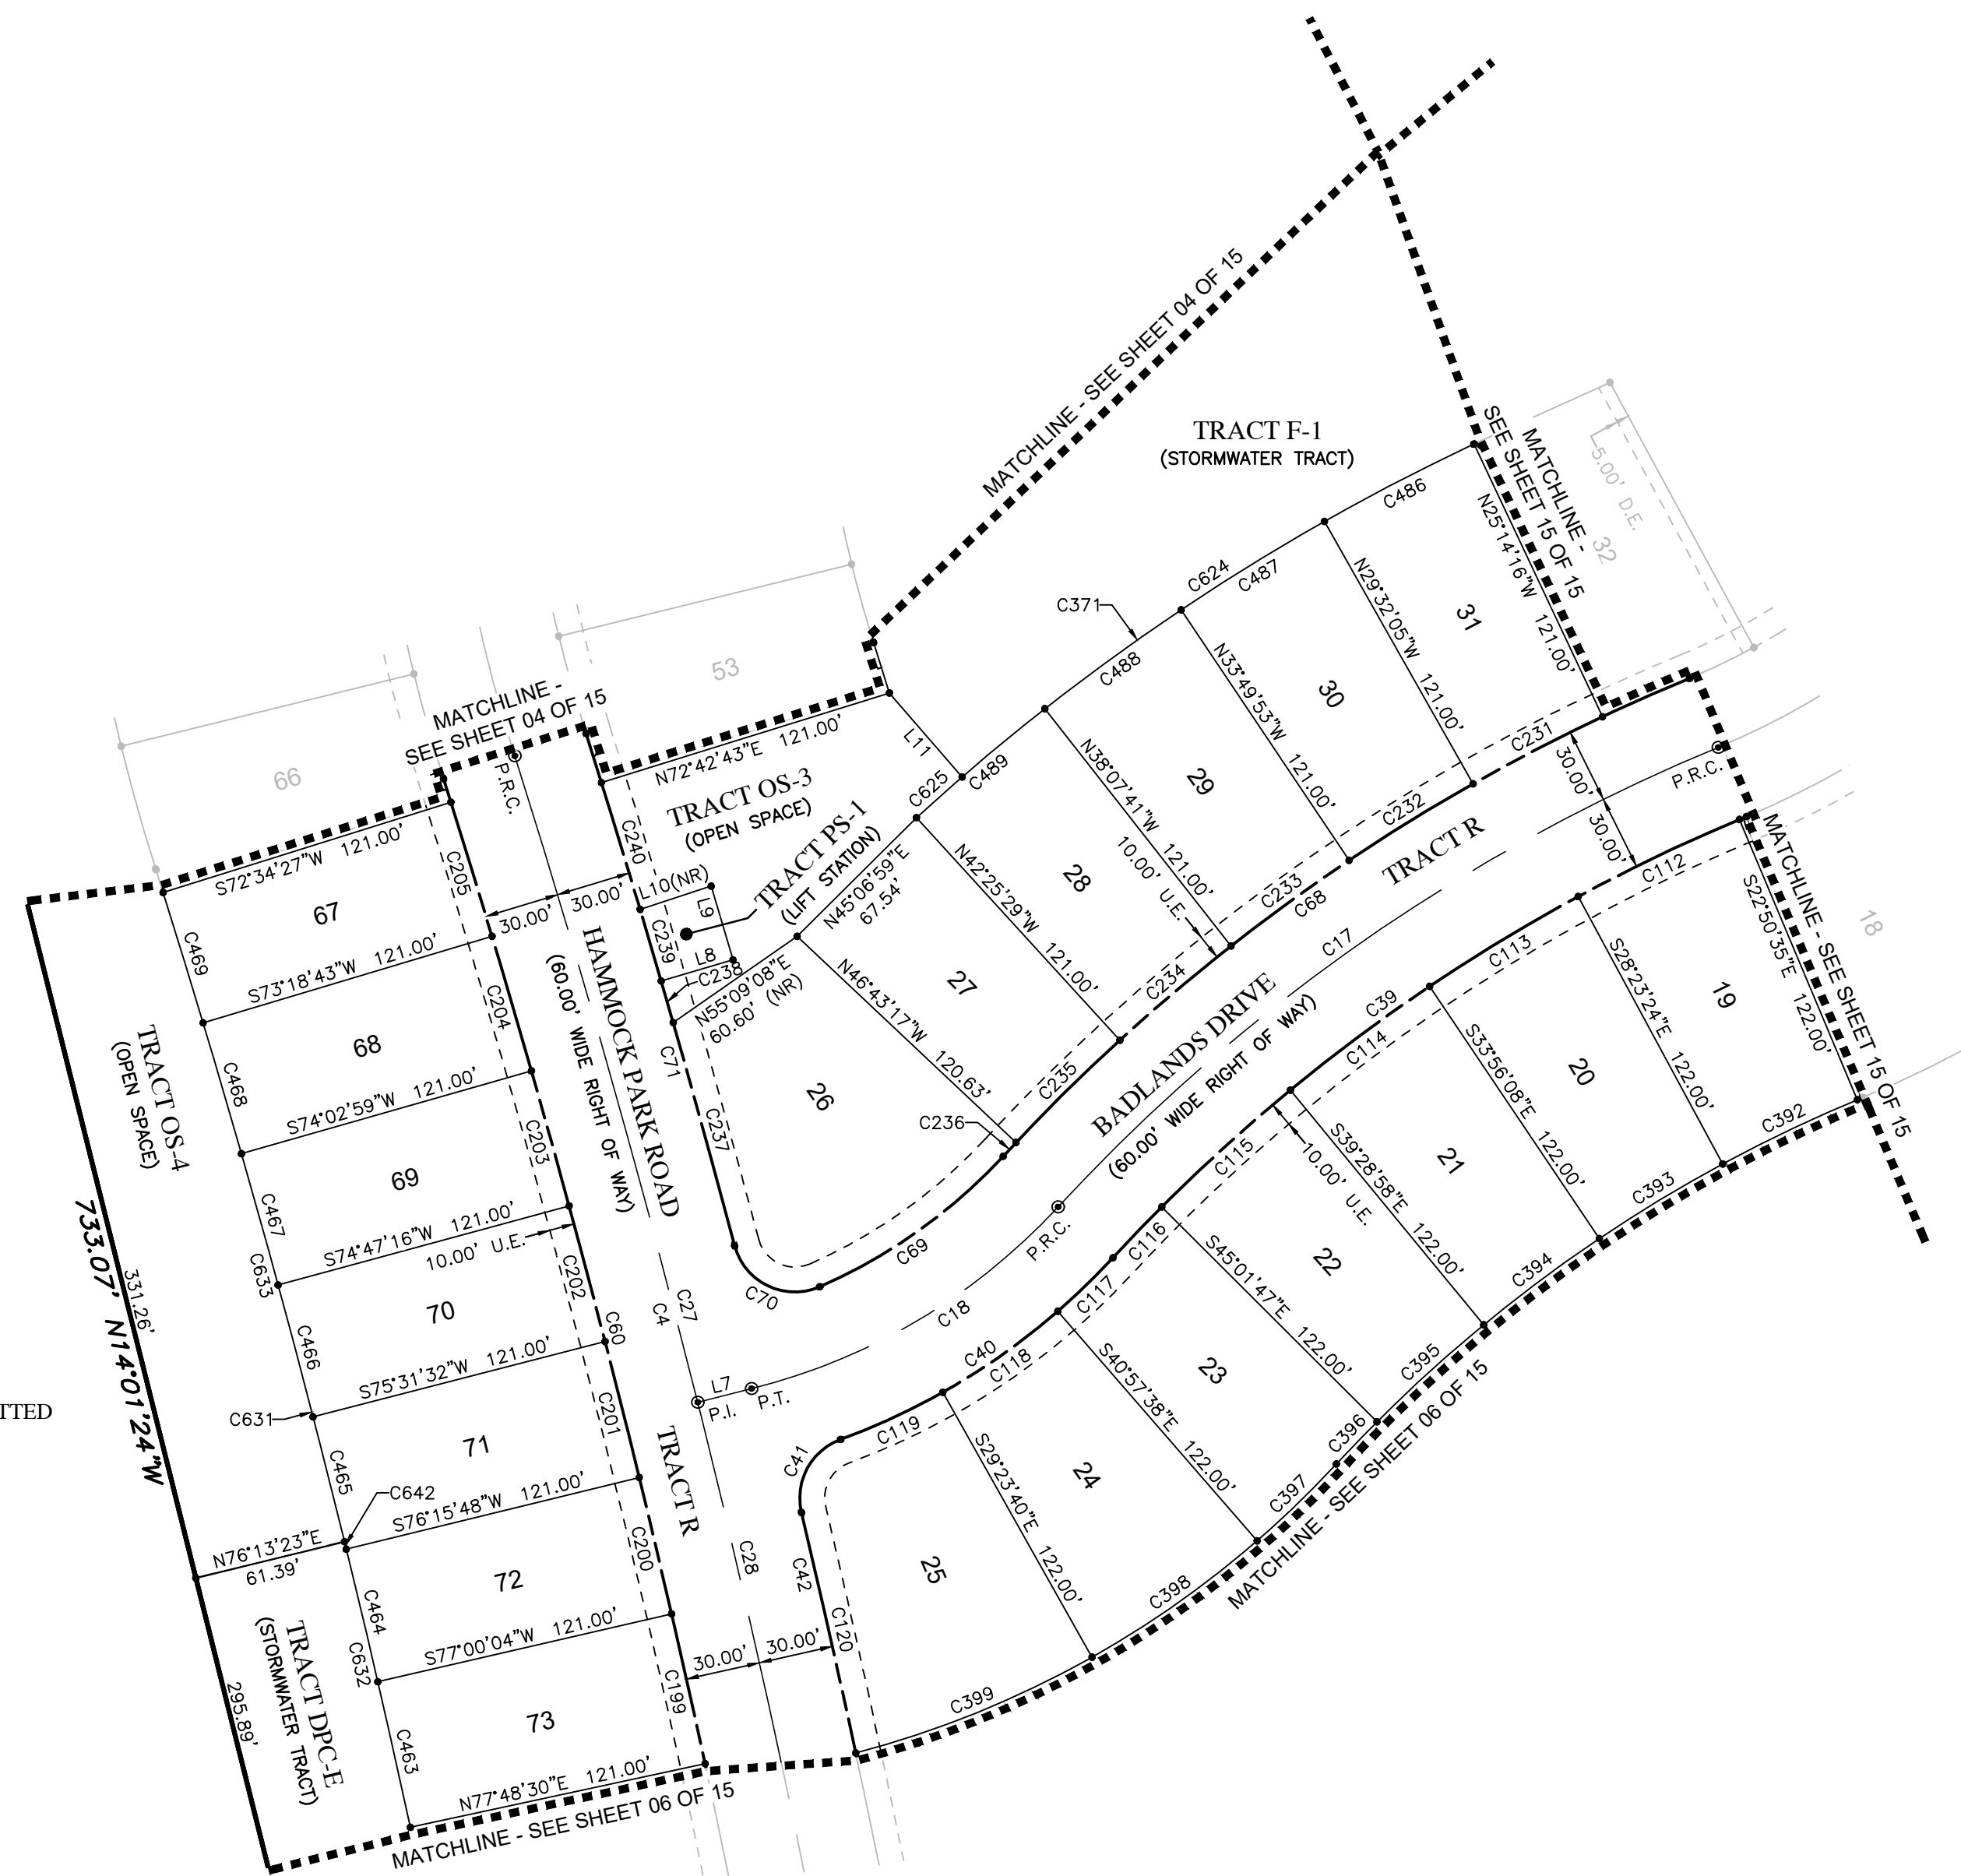 MATCHLINE - SEE SHEET 04 OF 15
TRACT F-1
(STORMWATER TRACT)
MATCHLINE -
SEE SHEET 15 OF 15
5.00' D.E.
32
C486
N25°14'16"W 121.00'
31
N29°32'05"W 121.00'
C624
C487
C371
C488
30
N33°49'53"W 121.00'
29
N38°07'41"W 121.00'
C231
30.00'
30.00'
P.R.C.
C232
TRACT R
C112
C233
C68
10.00' U.E.
53
MATCHLINE -
SEE SHEET 04 OF 15
66
P.R.C.
L11
N72°42'43"E 121.00'
TRACT OS-3
(OPEN SPACE)
C625
C489
TRACT PS-1
(LIFT STATION)
C240
L10(NR)
L9
L8
C239
C238
N45°06'59"E
67.54'
N55°09'08"E
60.60' (NR)
28
N42°25'29"W 121.00'
27
N46°43'17"W 120.63'
26
C71
C237
C236
C235
C234
C69
C70
S72°34'27"W 121.00'
C205
67
30.00'
30.00'
C469
S73°18'43"W 121.00'
C204
68
C468
S74°02'59"W 121.00'
C203
69
C467
S74°47'16"W 121.00'
10.00' U.E.
C633
C202
70
C466
C60
S75°31'32"W 121.00'
C631
C201
71
C465
C642
S76°15'48"W 121.00'
C200
N76°13'23"E
61.39'
72
C464
S77°00'04"W 121.00'
C632
C199
73
C463
N77°48'30"E 121.00'
MATCHLINE - SEE SHEET 06 OF 15
TRACT OS-4
(OPEN SPACE)
733.07' N14°01'24"W
331.26'
TTED
TRACT DPC-E
(STORMWATER TRACT)
295.89'
HAMMOCK PARK ROAD
(60.00' WIDE RIGHT OF WAY)
C27
C4
L7
P.I.
P.T.
TRACT R
C28
30.00'
30.00'
C17
BADLANDS DRIVE
(60.00' WIDE RIGHT OF WAY)
P.R.C.
C18
C39
C113
C114
C115
C116
C117
C40
C118
C119
C41
C42
C120
10.00' U.E.
MATCHLINE - SEE SHEET 15 OF 15
18
S22°50'35"E 122.00'
19
S28°23'24"E 122.00'
C392
20
S33°56'08"E 122.00'
C393
21
S39°28'58"E 122.00'
C394
22
S45°01'47"E 122.00'
C395
C396
23
S40°57'38"E 122.00'
C397
24
S29°23'40"E 122.00'
C398
25
C399
MATCHLINE - SEE SHEET 06 OF 15